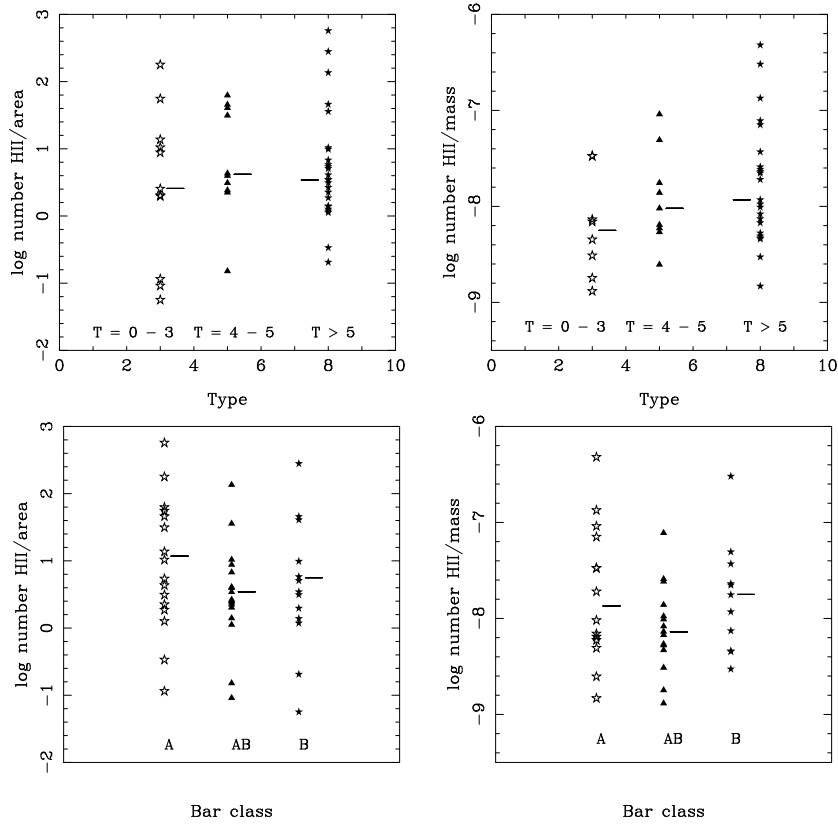 log number HII/area
3
2
1
0
−1
−2
T = 0 − 3
T = 4 − 5
T > 5
0
2
4
6
8
10
Type
log number HII/mass
−6
−7
−8
−9
T = 0 − 3
T = 4 − 5
T > 5
0
2
4
6
8
10
Type
log number HII/area
3
2
1
0
−1
−2
A
AB
B
Bar class
log number HII/mass
−6
−7
−8
−9
A
AB
B
Bar class